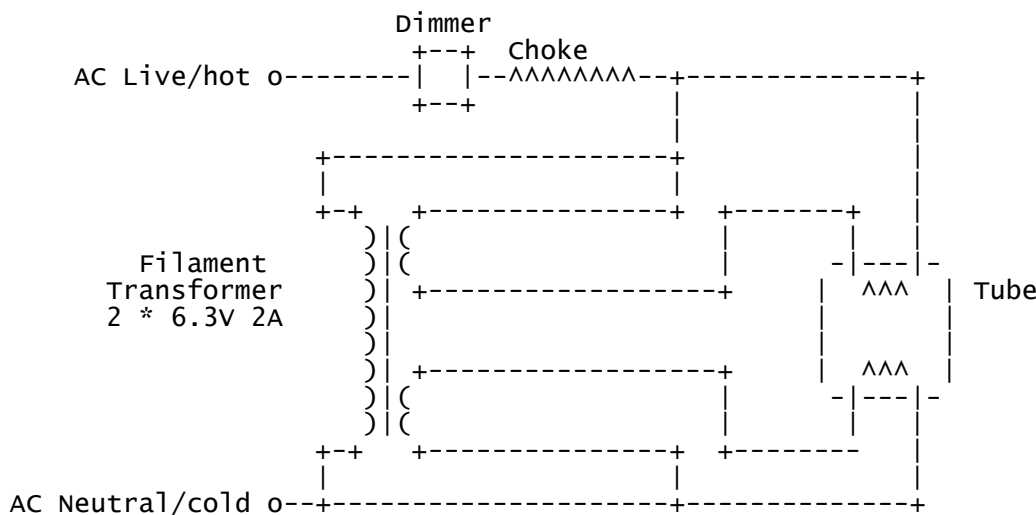 Dimmer
Choke
AC Live/hot o
Filament
Transformer
2 * 6.3V 2A
Tube
AC Neutral/cold o